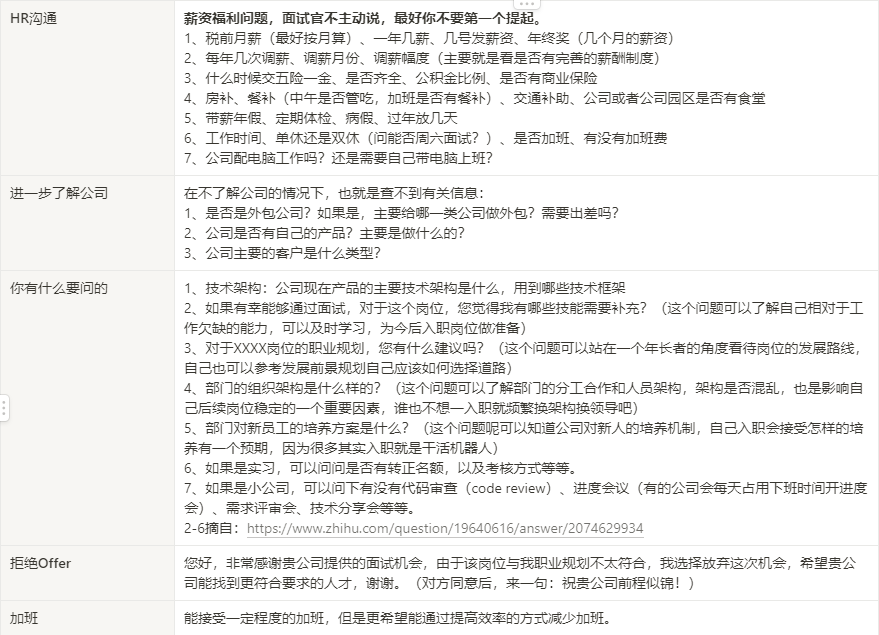 HR沟通
薪资福利问题，面试官不主动说，最好你不要第一个提起。
1、税前月薪（最好按月算）、一年几薪、几号发薪资、年终奖（几个月的薪资）
2、每年几次调薪、调薪月份、调薪幅度（主要就是看是否有完善的薪酬制度）
3、什么时候交五险一金、是否齐全、公积金比例、是否有商业保险
4、房补、餐补（中午是否管吃，加班是否有餐补）、交通补助、公司或者公司园区是否有食堂
5、带薪年假、定期体检、病假、过年放几天
6、工作时间、单休还是双休（问能否周六面试？）、是否加班、有没有加班费
7、公司配电脑工作吗？还是需要自己带电脑上班？
进一步了解公司
在不了解公司的情况下，也就是查不到有关信息：
1、是否是外包公司？如果是，主要给哪一类公司做外包？需要出差吗？
2、公司是否有自己的产品？主要是做什么的？
3、公司主要的客户是什么类型？
你有什么要问的
1、技术架构：公司现在产品的主要技术架构是什么，用到哪些技术框架
2、如果有幸能够通过面试，对于这个岗位，您觉得我有哪些技能需要补充？（这个问题可以了解自己相对于工
作欠缺的能力，可以及时学习，为今后入职岗位做准备）
3、对于XXXX岗位的职业规划，您有什么建议吗？（这个问题可以站在一个年长者的角度看待岗位的发展路线，
自己也可以参考发展前景规划自己应该如何选择道路）
4、部门的组织架构是什么样的？（这个问题可以了解部门的分工合作和人员架构，架构是否混乱，也是影响自
己后续岗位稳定的一个重要因素，谁也不想一入职就频繁换架构换领导吧）
5、部门对新员工的培养方案是什么？（这个问题呢可以知道公司对新人的培养机制，自己入职会接受怎样的培
养有一个预期，因为很多其实入职就是干活机器人）
6、如果是实习，可以问问是否有转正名额，以及考核方式等等。
7、如果是小公司，可以问下有没有代码审查（code review）、进度会议（有的公司会每天占用下班时间开进度
会）、需求评审会、技术分享会等等。
2-6摘自：https://www.zhihu.com/question/19640616/answer/2074629934
拒绝Offer
您好，非常感谢贵公司提供的面试机会，由于该岗位与我职业规划不太符合，我选择放弃这次机会，希望贵公
司能找到更符合要求的人才，谢谢。（对方同意后，来一句：祝贵公司前程似锦！）
加班
能接受一定程度的加班，但是更希望能通过提高效率的方式减少加班。